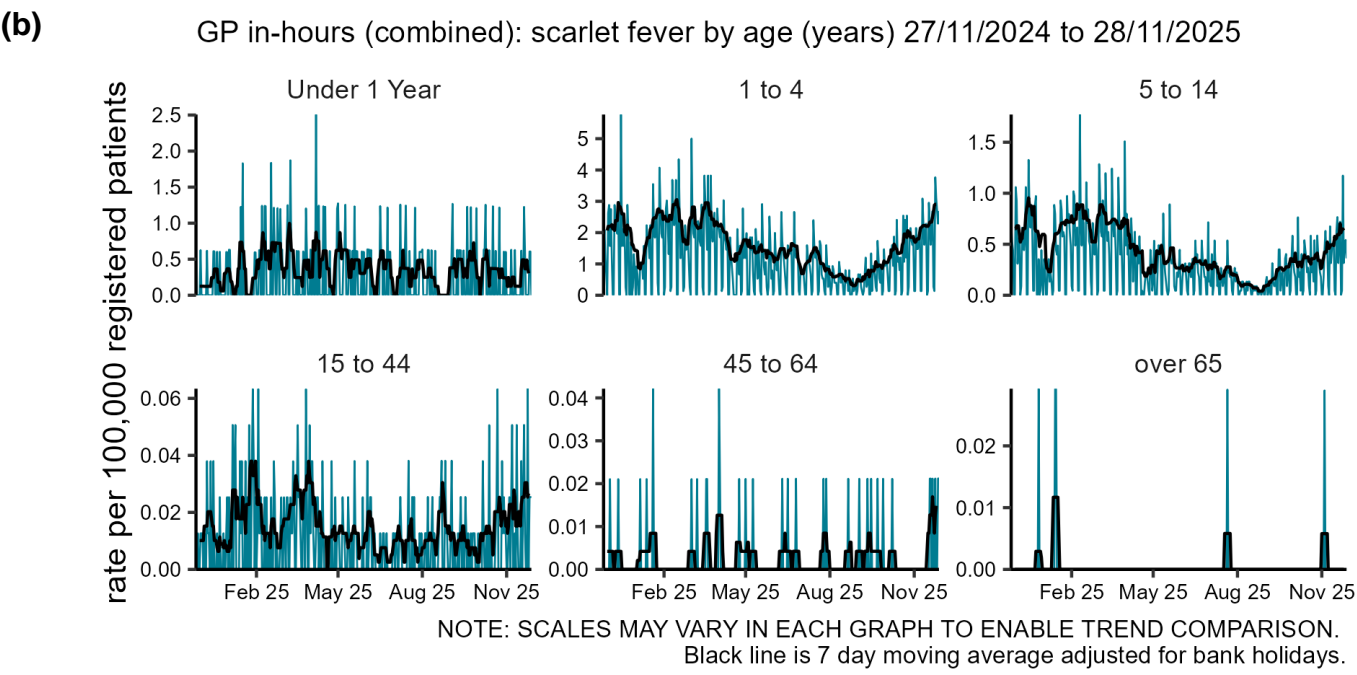 (b)
GP in-hours (combined): scarlet fever by age (years) 27/11/2024 to 28/11/2025
rate per 100,000 registered patients
Under 1 Year
2.5
2.0
1.5
1.0
0.5
0.0
1 to 4
5
4
3
2
1
0
5 to 14
1.5
1.0
0.5
0.0
15 to 44
0.06
0.04
0.02
0.00
Feb 25 May 25 Aug 25 Nov 25
45 to 64
0.04
0.03
0.02
0.01
0.00
Feb 25 May 25 Aug 25 Nov 25
over 65
0.02
0.01
0.00
Feb 25 May 25 Aug 25 Nov 25
NOTE: SCALES MAY VARY IN EACH GRAPH TO ENABLE TREND COMPARISON.
Black line is 7 day moving average adjusted for bank holidays.